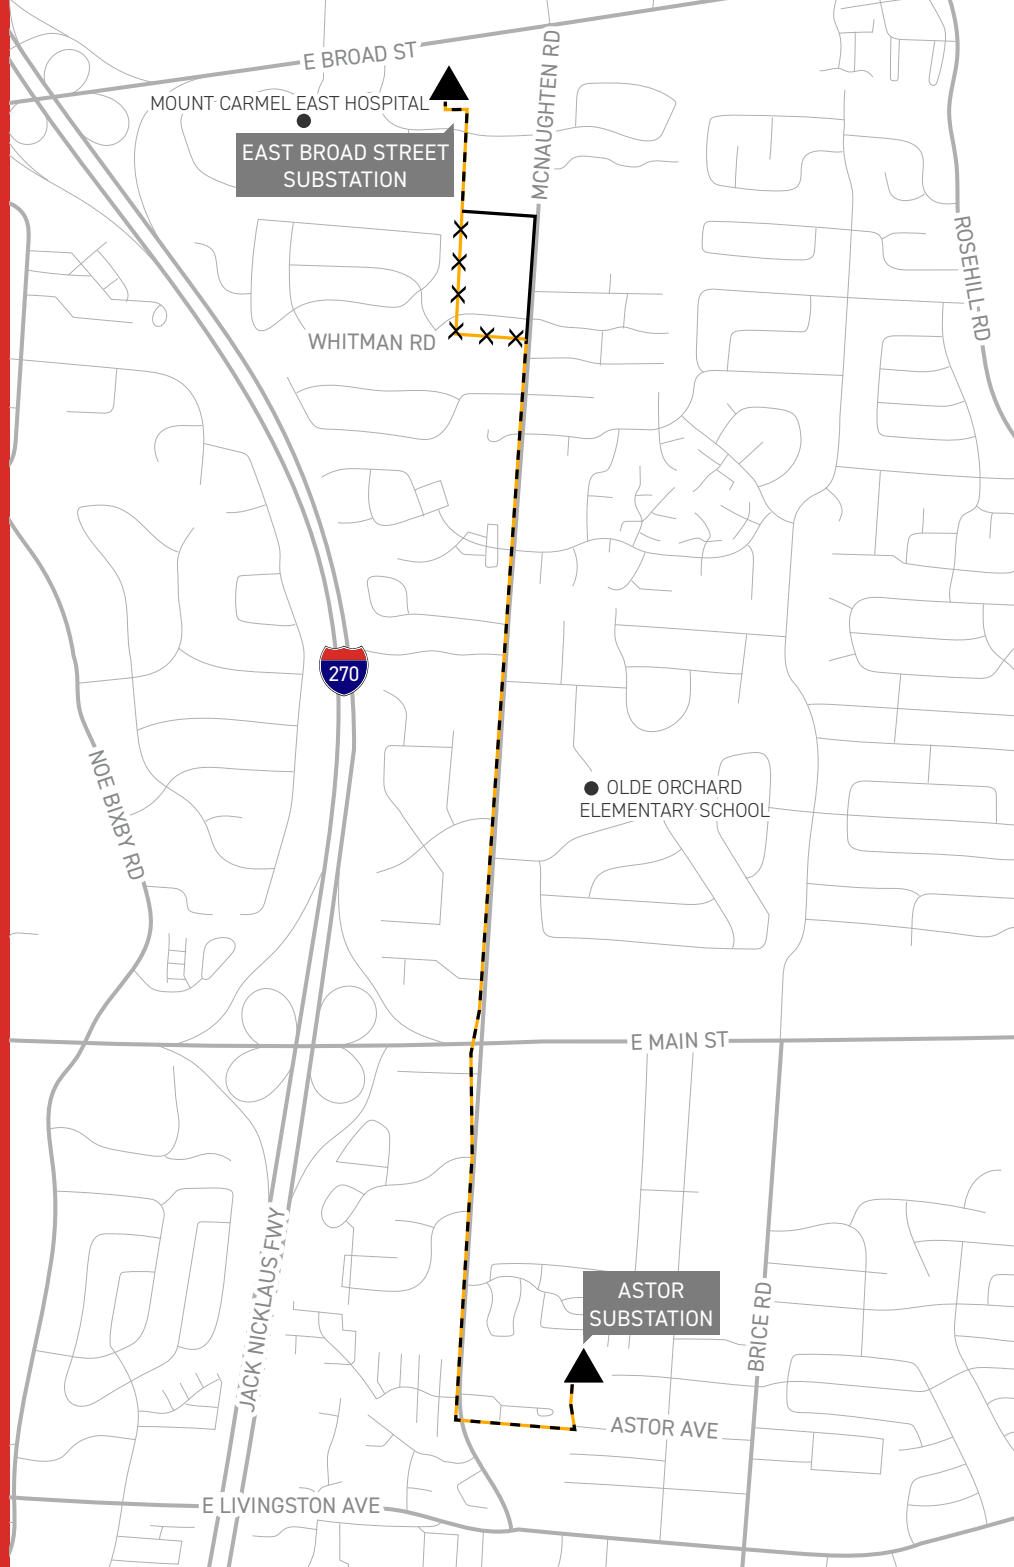 E BROAD ST
MCNAUGHTEN RD
MOUNT CARMEL EAST HOSPITAL
EAST BROAD STREET
SUBSTATION
ROSEHILL RD
WHITMAN RD
270
NOE BIXBY RD
OLDE ORCHARD
ELEMENTARY SCHOOL
E MAIN ST
JACK NICKLAUS FWY
ASTOR
SUBSTATION
BRICE RD
ASTOR AVE
E LIVINGSTON AVE